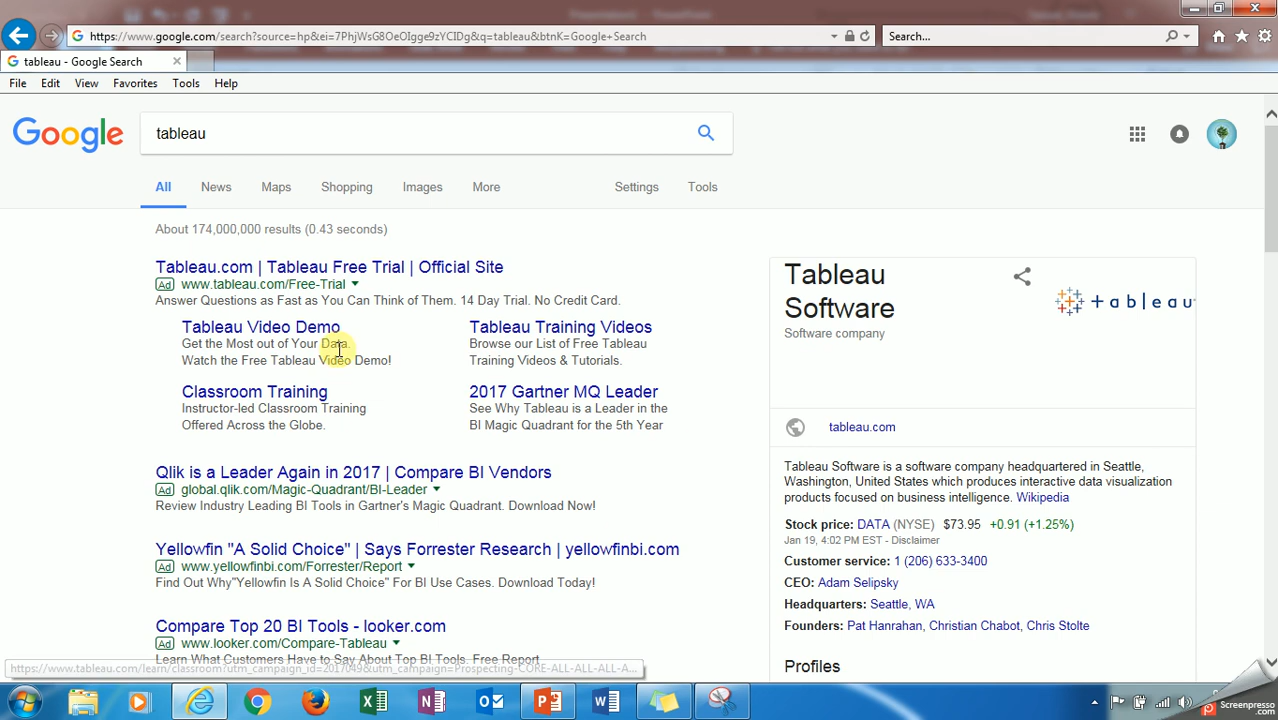 https://www.google.com/search?source=hp&ei=7PhjWsG8OeOIgge9zYCIDg&q=tableau&btnK=Google+Search
Search...
tableau - Google Search
File Edit View Favorites Tools Help
Google
tableau
All News Maps Shopping Images More Settings Tools
About 174,000,000 results (0.43 seconds)
Tableau.com | Tableau Free Trial | Official Site
Ad www.tableau.com/Free-Trial
Answer Questions as Fast as You Can Think of Them. 14 Day Trial. No Credit Card.
Tableau Video Demo
Get the Most out of Your Data.
Watch the Free Tableau Video Demo!
Tableau Training Videos
Browse our List of Free Tableau
Training Videos & Tutorials.
Classroom Training
Instructor-led Classroom Training
Offered Across the Globe.
2017 Gartner MQ Leader
See Why Tableau is a Leader in the
BI Magic Quadrant for the 5th Year
Qlik is a Leader Again in 2017 | Compare BI Vendors
Ad global.qlik.com/Magic-Quadrant/BI-Leader
Review Industry Leading BI Tools in Gartner's Magic Quadrant. Download Now!
Yellowfin "A Solid Choice" | Says Forrester Research | yellowfinbi.com
Ad www.yellowfinbi.com/Forrester/Report
Find Out Why"Yellowfin Is A Solid Choice" For BI Use Cases. Download Today!
Compare Top 20 BI Tools - looker.com
Ad www.looker.com/Compare-Tableau
Learn What Customers Have to Say About Top BI Tools. Free Report
https://www.tableau.com/learn/classroom?utm_campaign_id=2017049&utm_campaign=Prospecting-CORE-ALL-ALL-ALL-A...
Tableau
Software
Software company
+ableau
tableau.com
Tableau Software is a software company headquartered in Seattle,
Washington, United States which produces interactive data visualization
products focused on business intelligence. Wikipedia
Stock price: DATA (NYSE) $73.95 +0.91 (+1.25%)
Jan 19, 4:02 PM EST - Disclaimer
Customer service: 1 (206) 633-3400
CEO: Adam Selipsky
Headquarters: Seattle, WA
Founders: Pat Hanrahan, Christian Chabot, Chris Stolte
Profiles
Screenpresso
.com